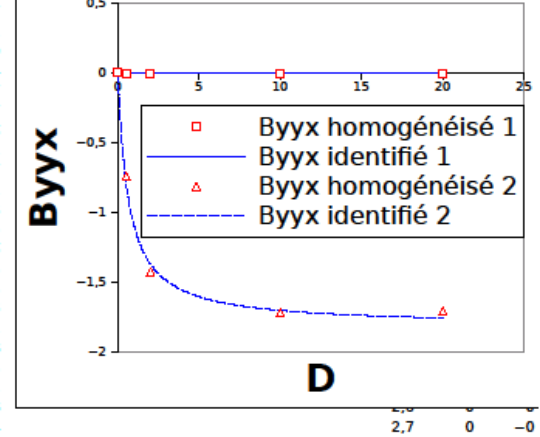 0,5
0
0 5 10 15 20 25
−0,5
Byyx homogénéisé 1
Byyx identifié 1
Byyx homogénéisé 2
Byyx identifié 2
Byyx
−1
−1,5
−2
D
2,7 0 −0